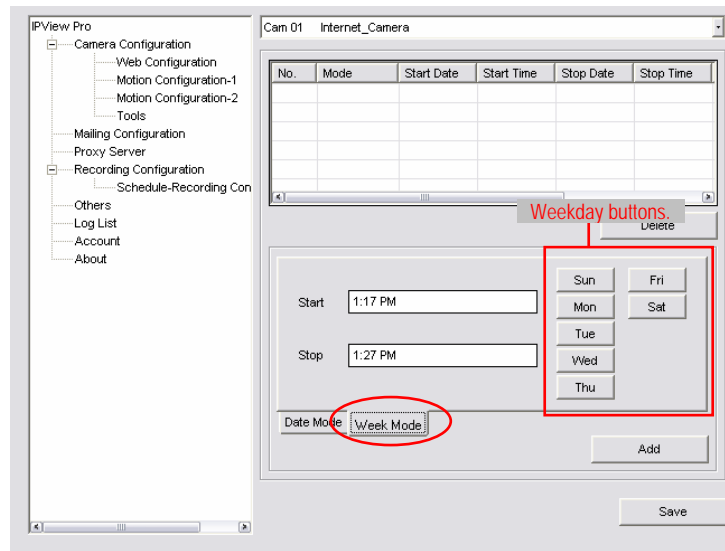 IPView Pro
Camera Configuration
Web Configuration
Motion Configuration-1
Motion Configuration-2
Tools
Mailing Configuration
Proxy Server
Recording Configuration
Schedule-Recording Con
Others
Log List
Account
About
Cam 01 Internet_Camera
No. Mode Start Date Start Time Stop Date Stop Time
Weekday buttons.
Delete
Start 1:17 PM
Stop 1:27 PM
Sun Fri
Mon Sat
Tue
Wed
Thu
Date Mode Week Mode
Add
Save